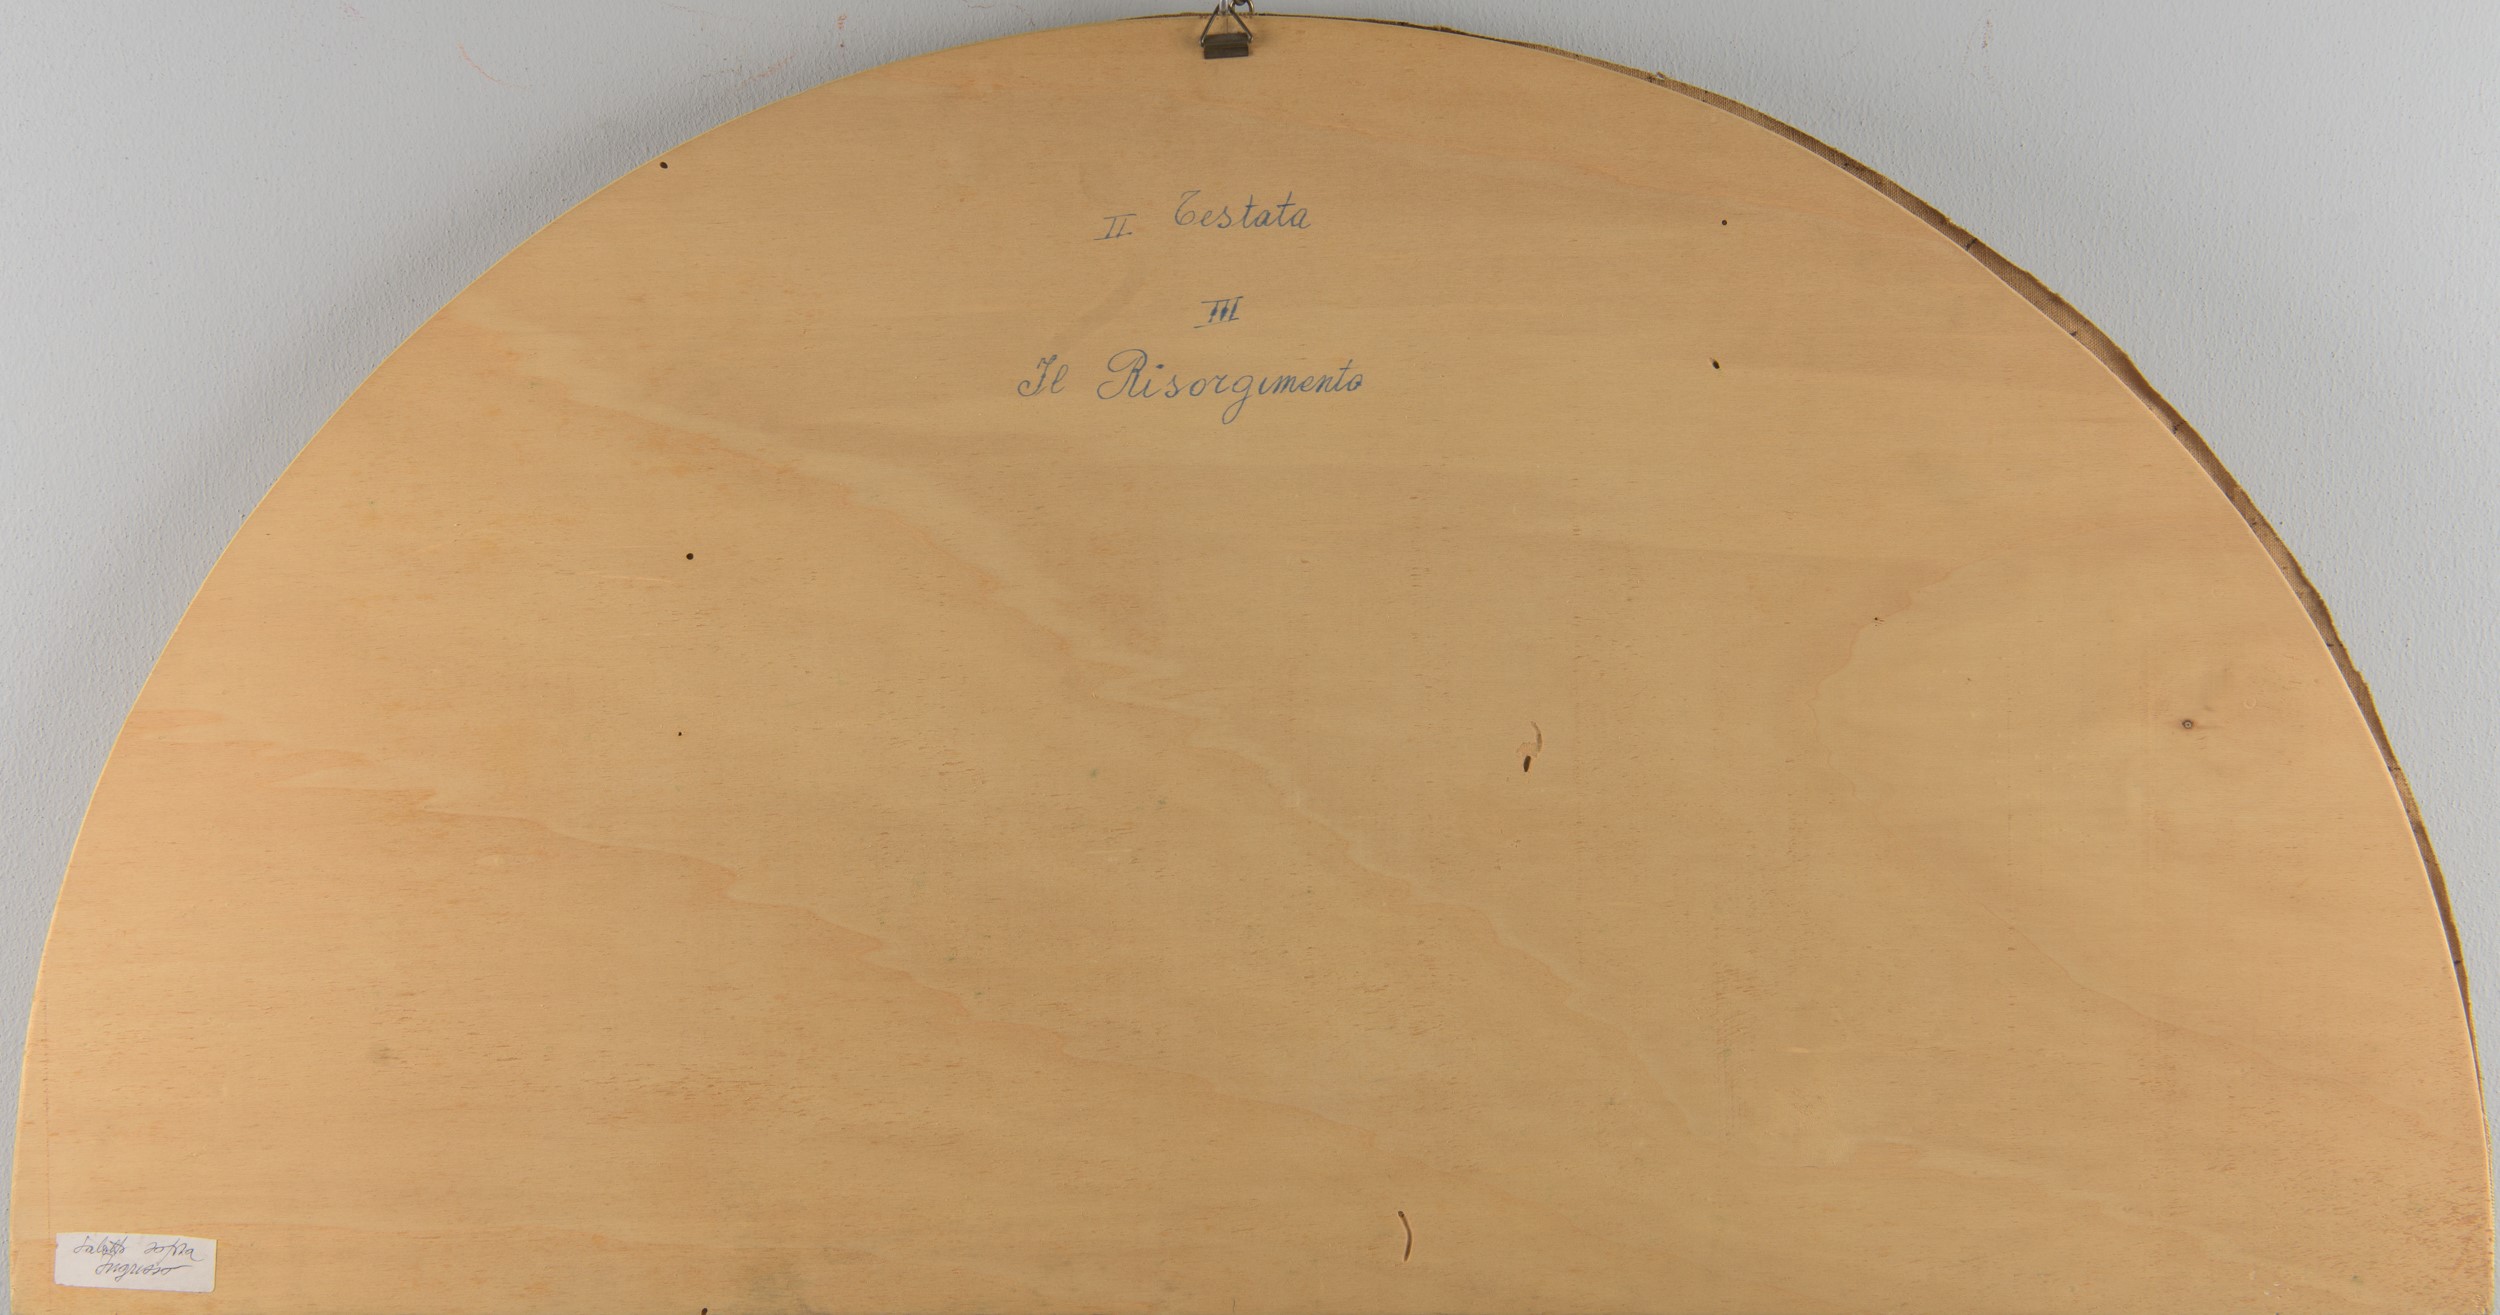 II Testata
III
Il Risorgimento
salotto sopra
Ingresso